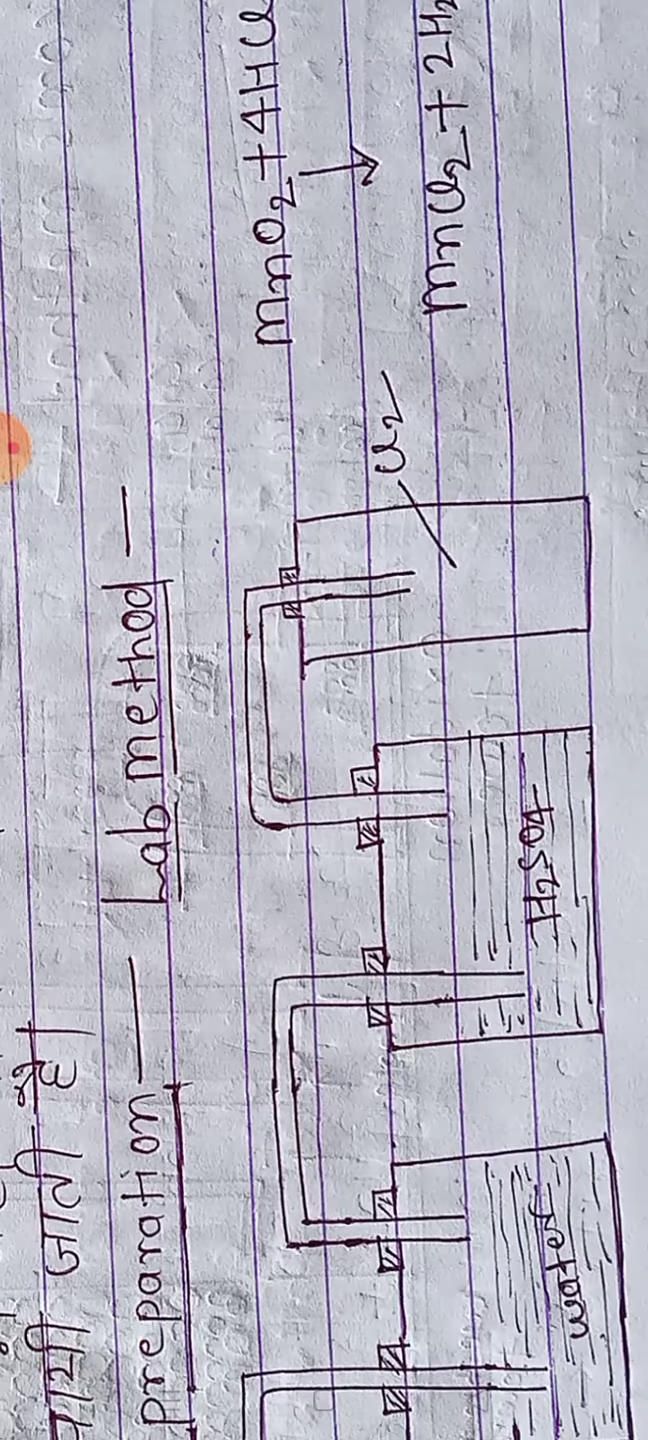 पायी जाती है।
preparation — Lab method —
MnO2 + 4HCl
↓
MnCl2 + 2H2
Cl2
H2SO4
water